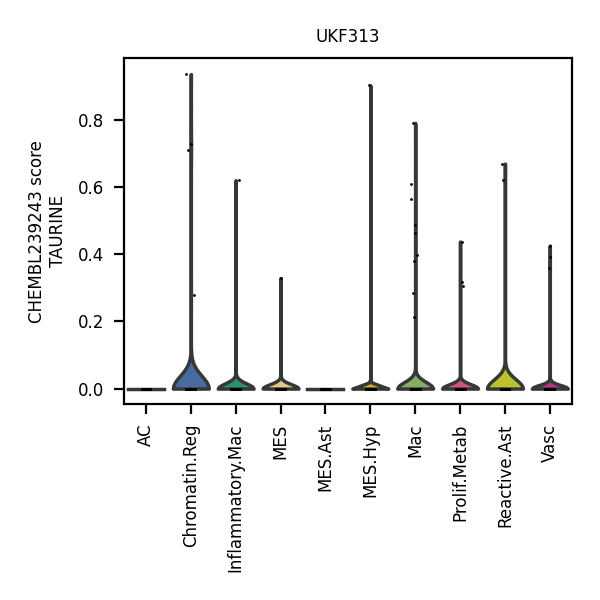 UKF313
CHEMBL239243 score
TAURINE
0.8
0.6
0.4
0.2
0.0
AC
Chromatin.Reg
Inflammatory.Mac
MES
MES.Ast
MES.Hyp
Mac
Prolif.Metab
Reactive.Ast
Vasc